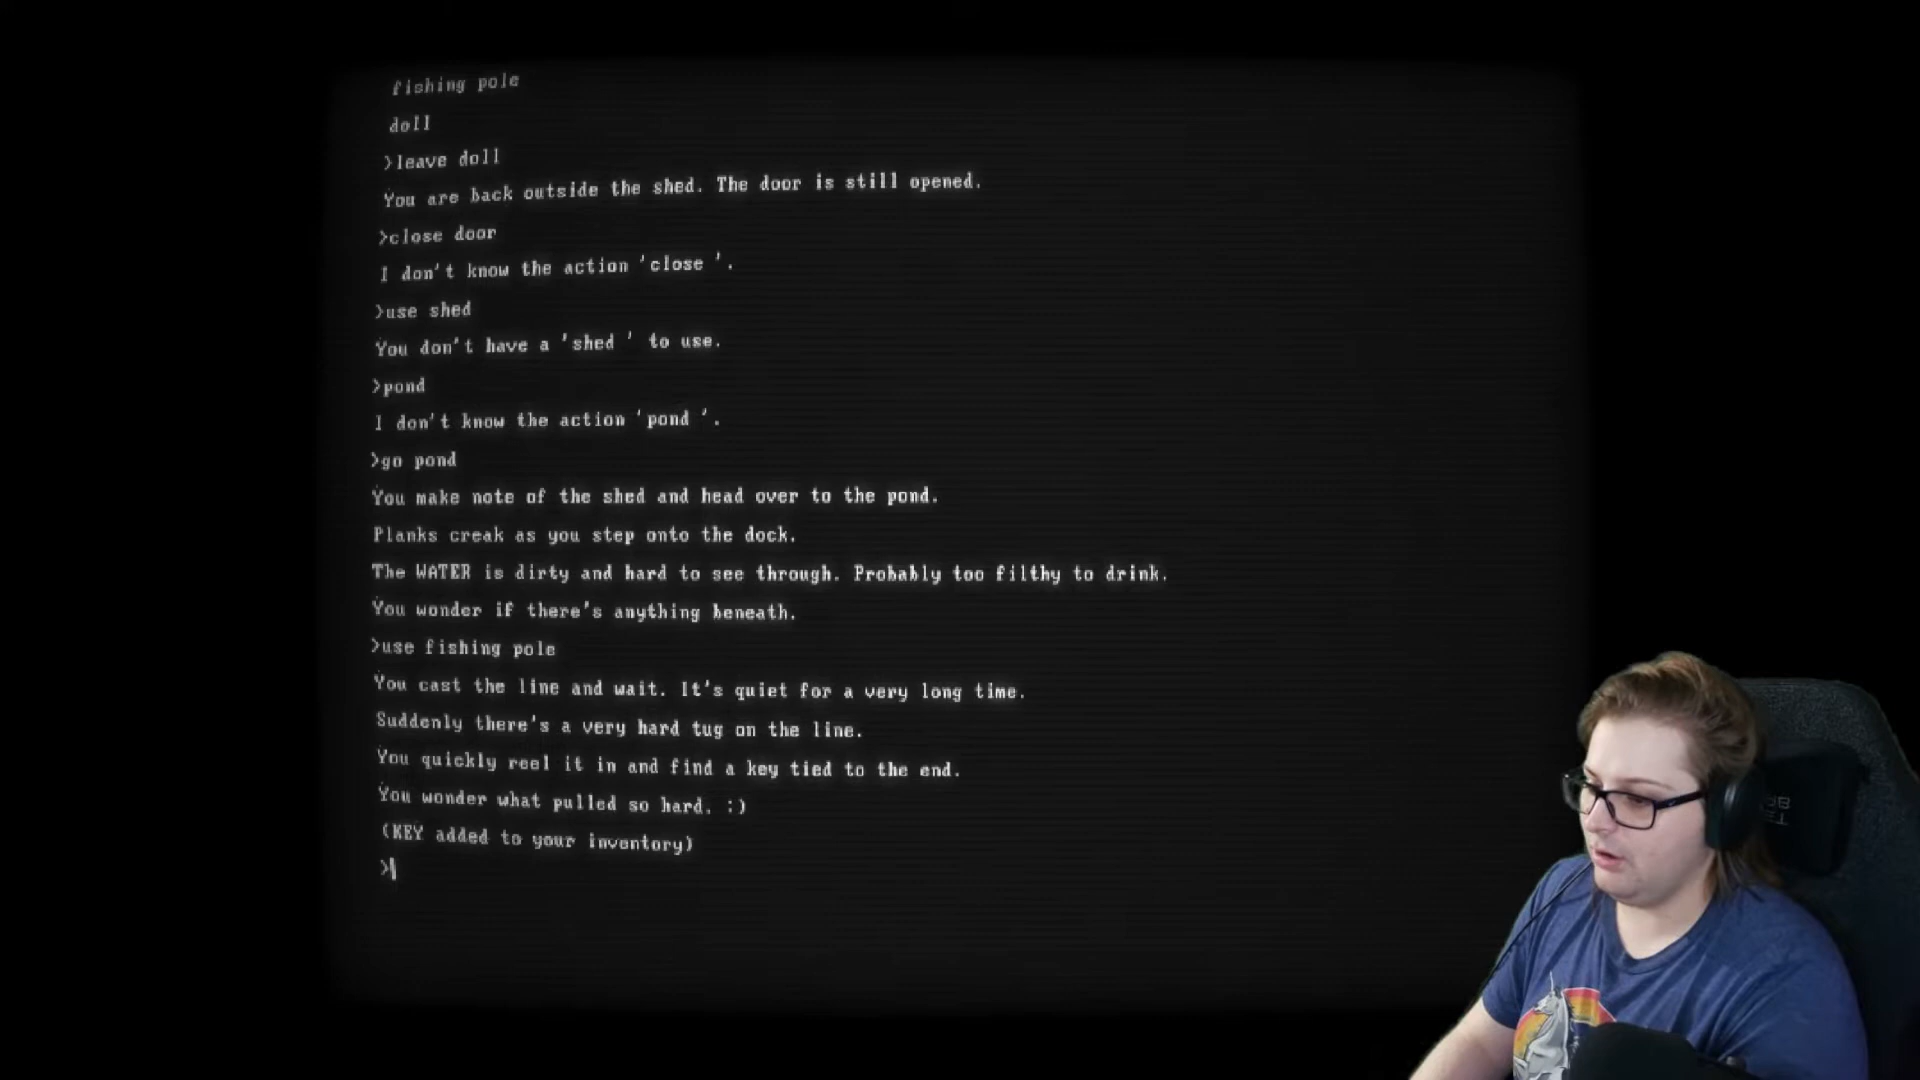 fishing pole
doll
>leave doll
You are back outside the shed. The door is still opened.
>close door
I don't know the action 'close '.
>use shed
You don't have a 'shed ' to use.
>pond
I don't know the action 'pond '.
>go pond
You make note of the shed and head over to the pond.
Planks creak as you step onto the dock.
The WATER is dirty and hard to see through. Probably too filthy to drink.
You wonder if there's anything beneath.
>use fishing pole
You cast the line and wait. It's quiet for a very long time.
Suddenly there's a very hard tug on the line.
You quickly reel it in and find a key tied to the end.
You wonder what pulled so hard. :)
(KEY added to your inventory)
>